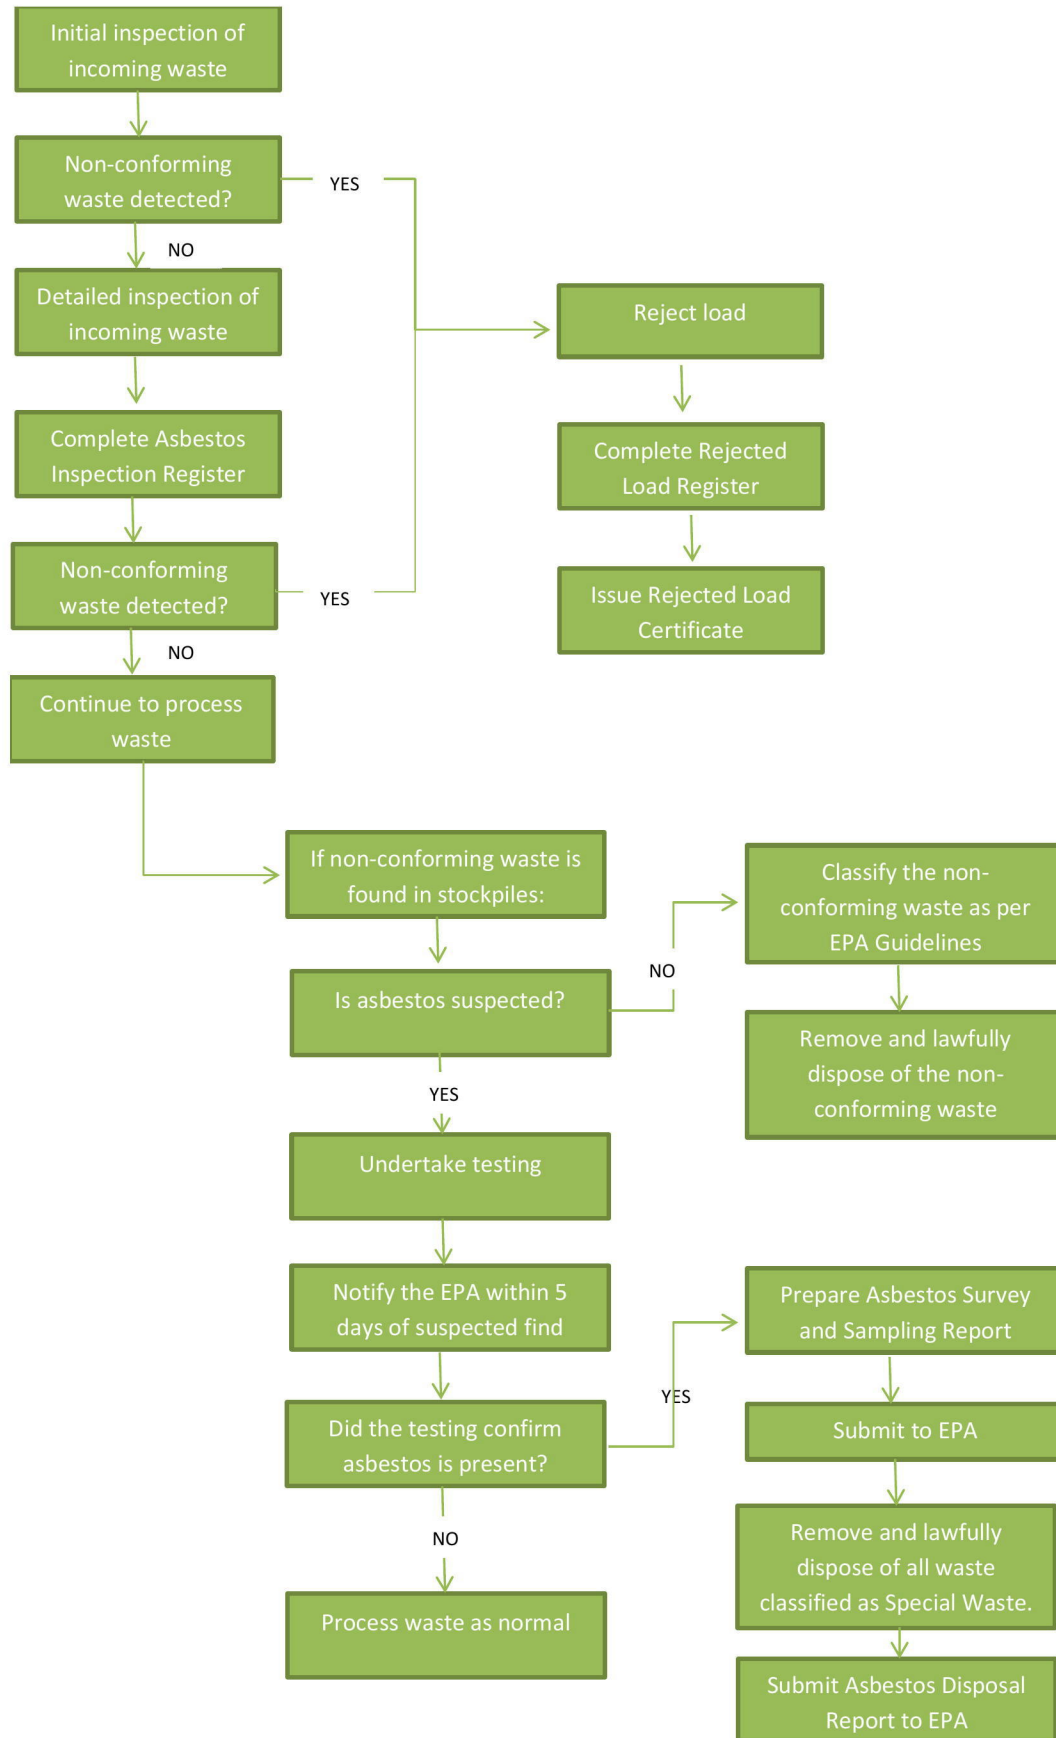 Initial inspection of
incoming waste
Non-conforming
waste detected?
YES
NO
Detailed inspection of
incoming waste
Reject load
Complete Asbestos
Inspection Register
Complete Rejected
Load Register
Non-conforming
waste detected?
YES
Issue Rejected Load
Certificate
NO
Continue to process
waste
If non-conforming waste is
found in stockpiles:
Classify the non-
conforming waste as per
EPA Guidelines
NO
Is asbestos suspected?
Remove and lawfully
dispose of the non-
conforming waste
YES
Undertake testing
Notify the EPA within 5
days of suspected find
Prepare Asbestos Survey
and Sampling Report
YES
Did the testing confirm
asbestos is present?
Submit to EPA
NO
Remove and lawfully
dispose of all waste
classified as Special Waste.
Process waste as normal
Submit Asbestos Disposal
Report to EPA